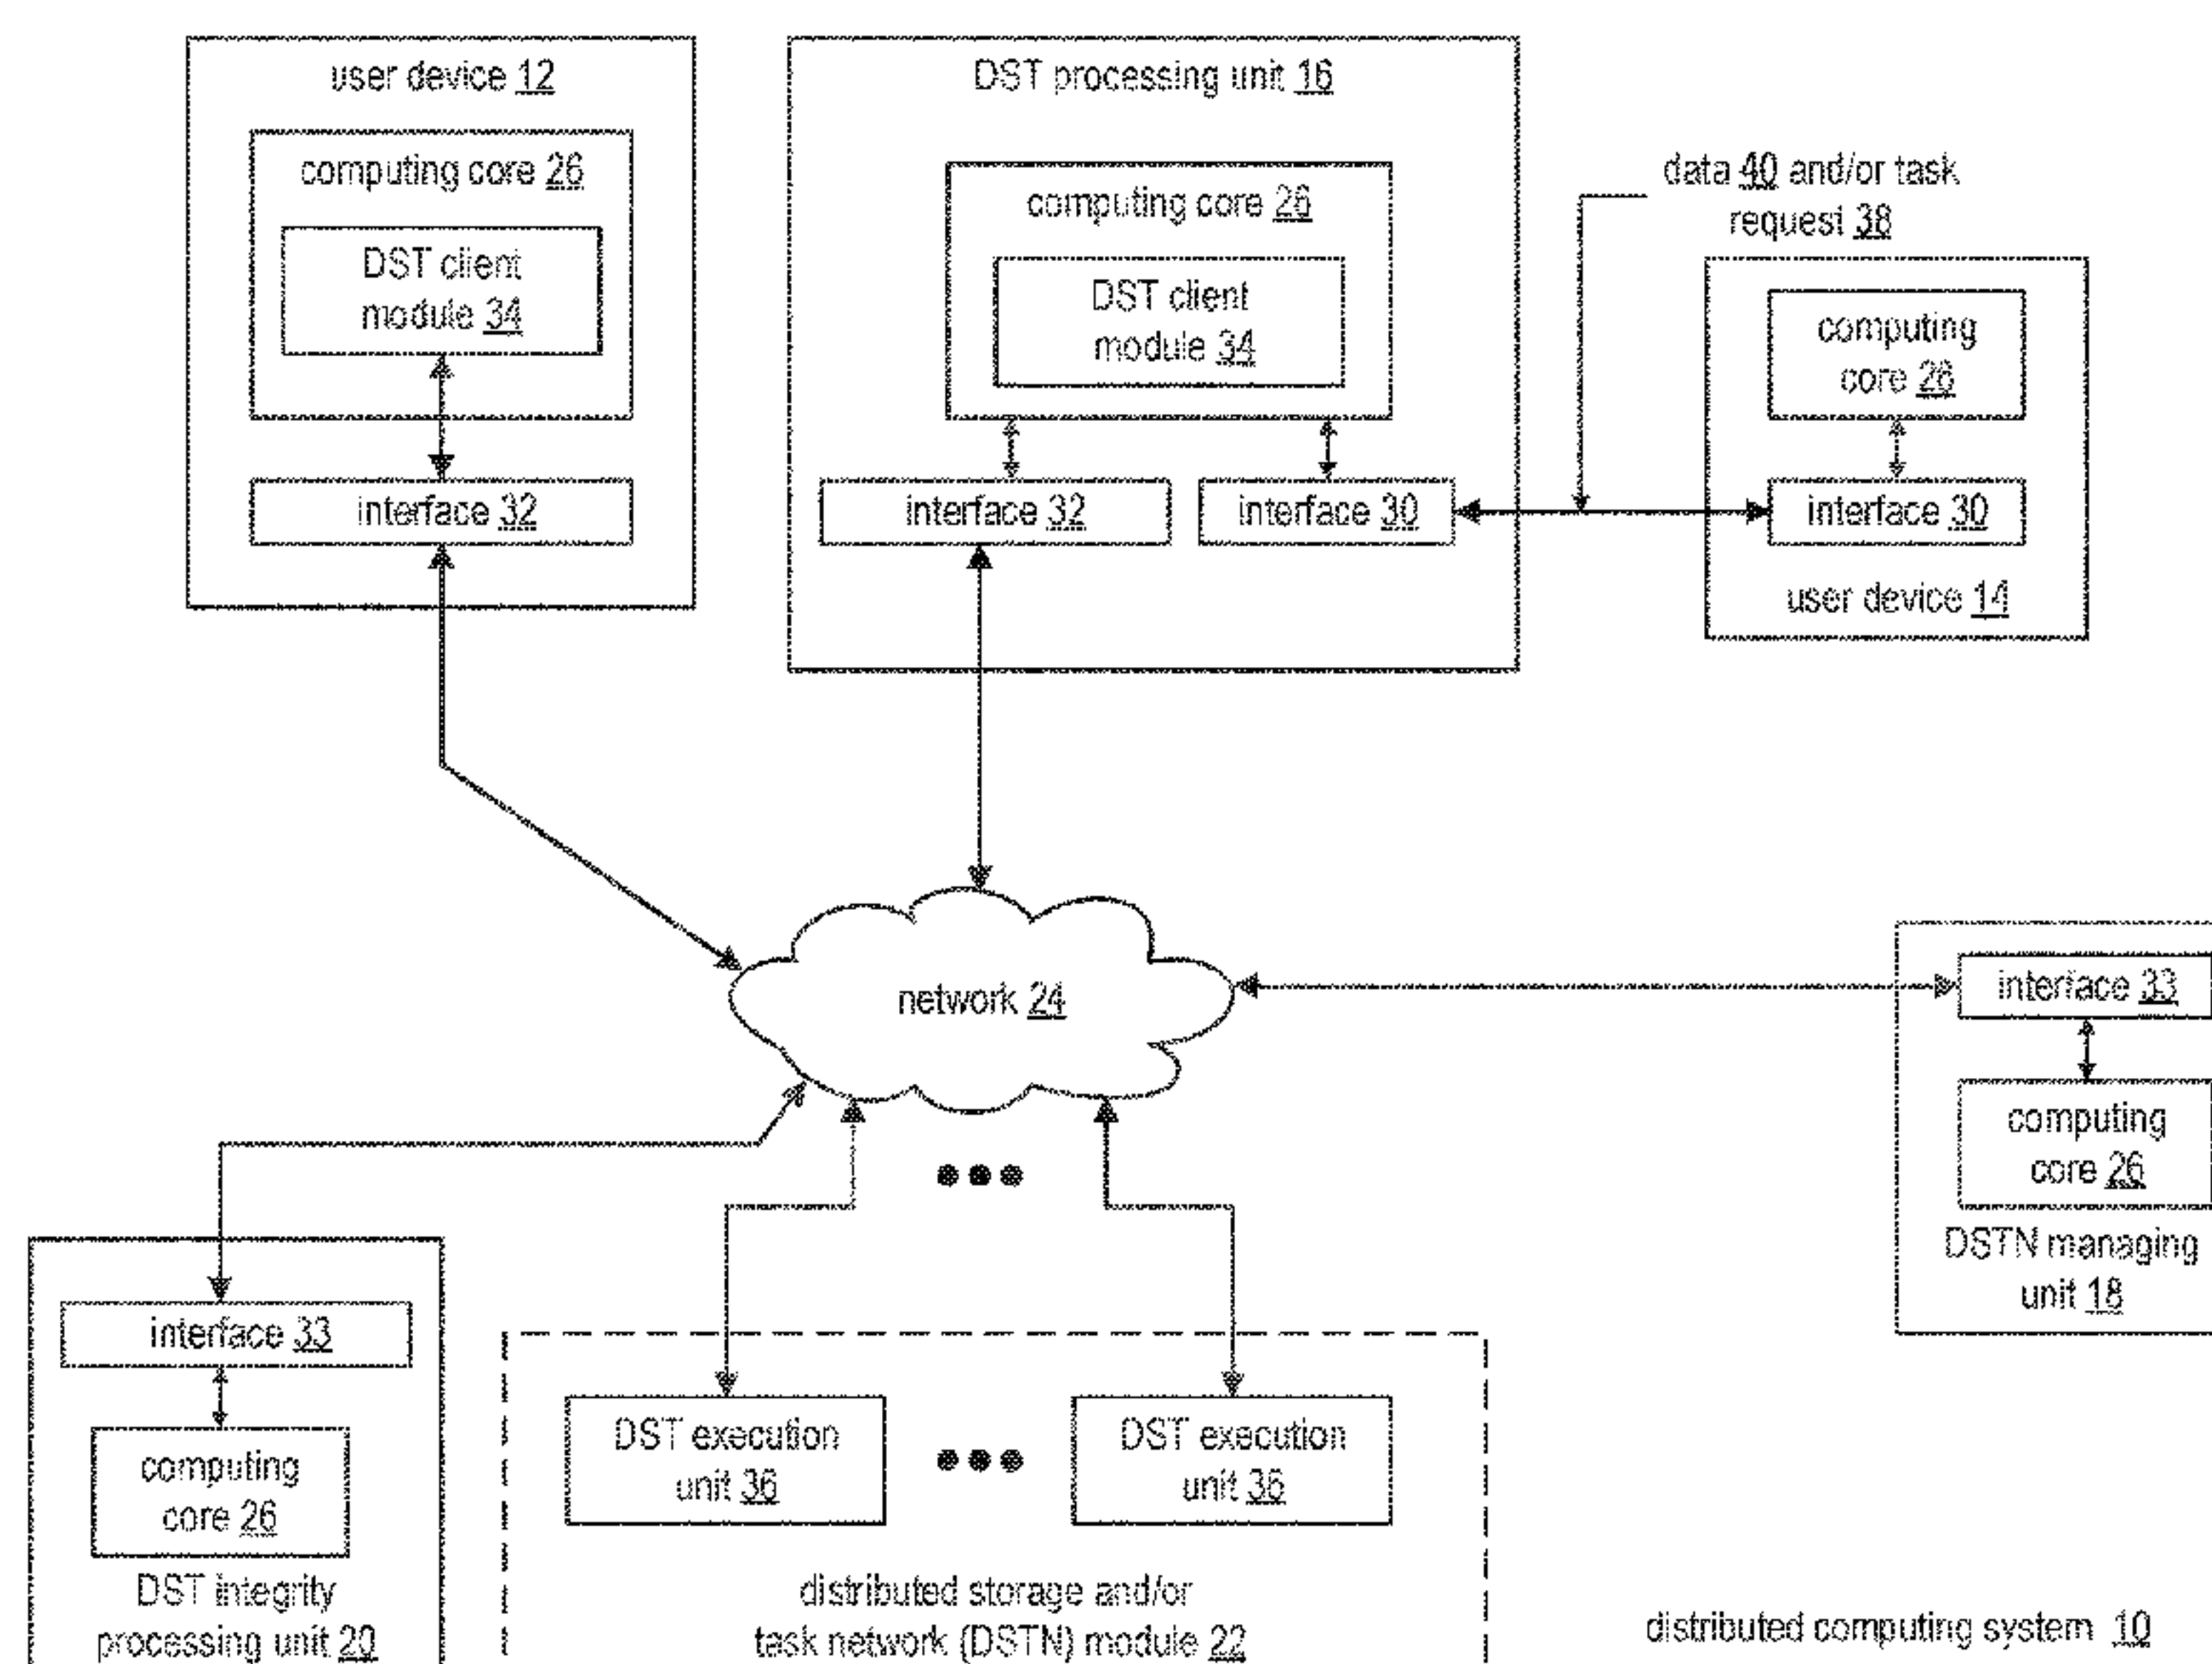 user device 12
computing core 26
DST client
module 34
interface 32
DST processing unit 16
computing core 26
DST client
module 34
interface 32
interface 30
data 40 and/or task
request 38
computing
core 26
interface 30
user device 14
network 24
interface 33
computing
core 26
DSTN managing
unit 18
interface 33
computing
core 26
DST integrity
processing unit 20
DST execution
unit 36
DST execution
unit 36
distributed storage and/or
task network (DSTN) module 22
distributed computing system 10